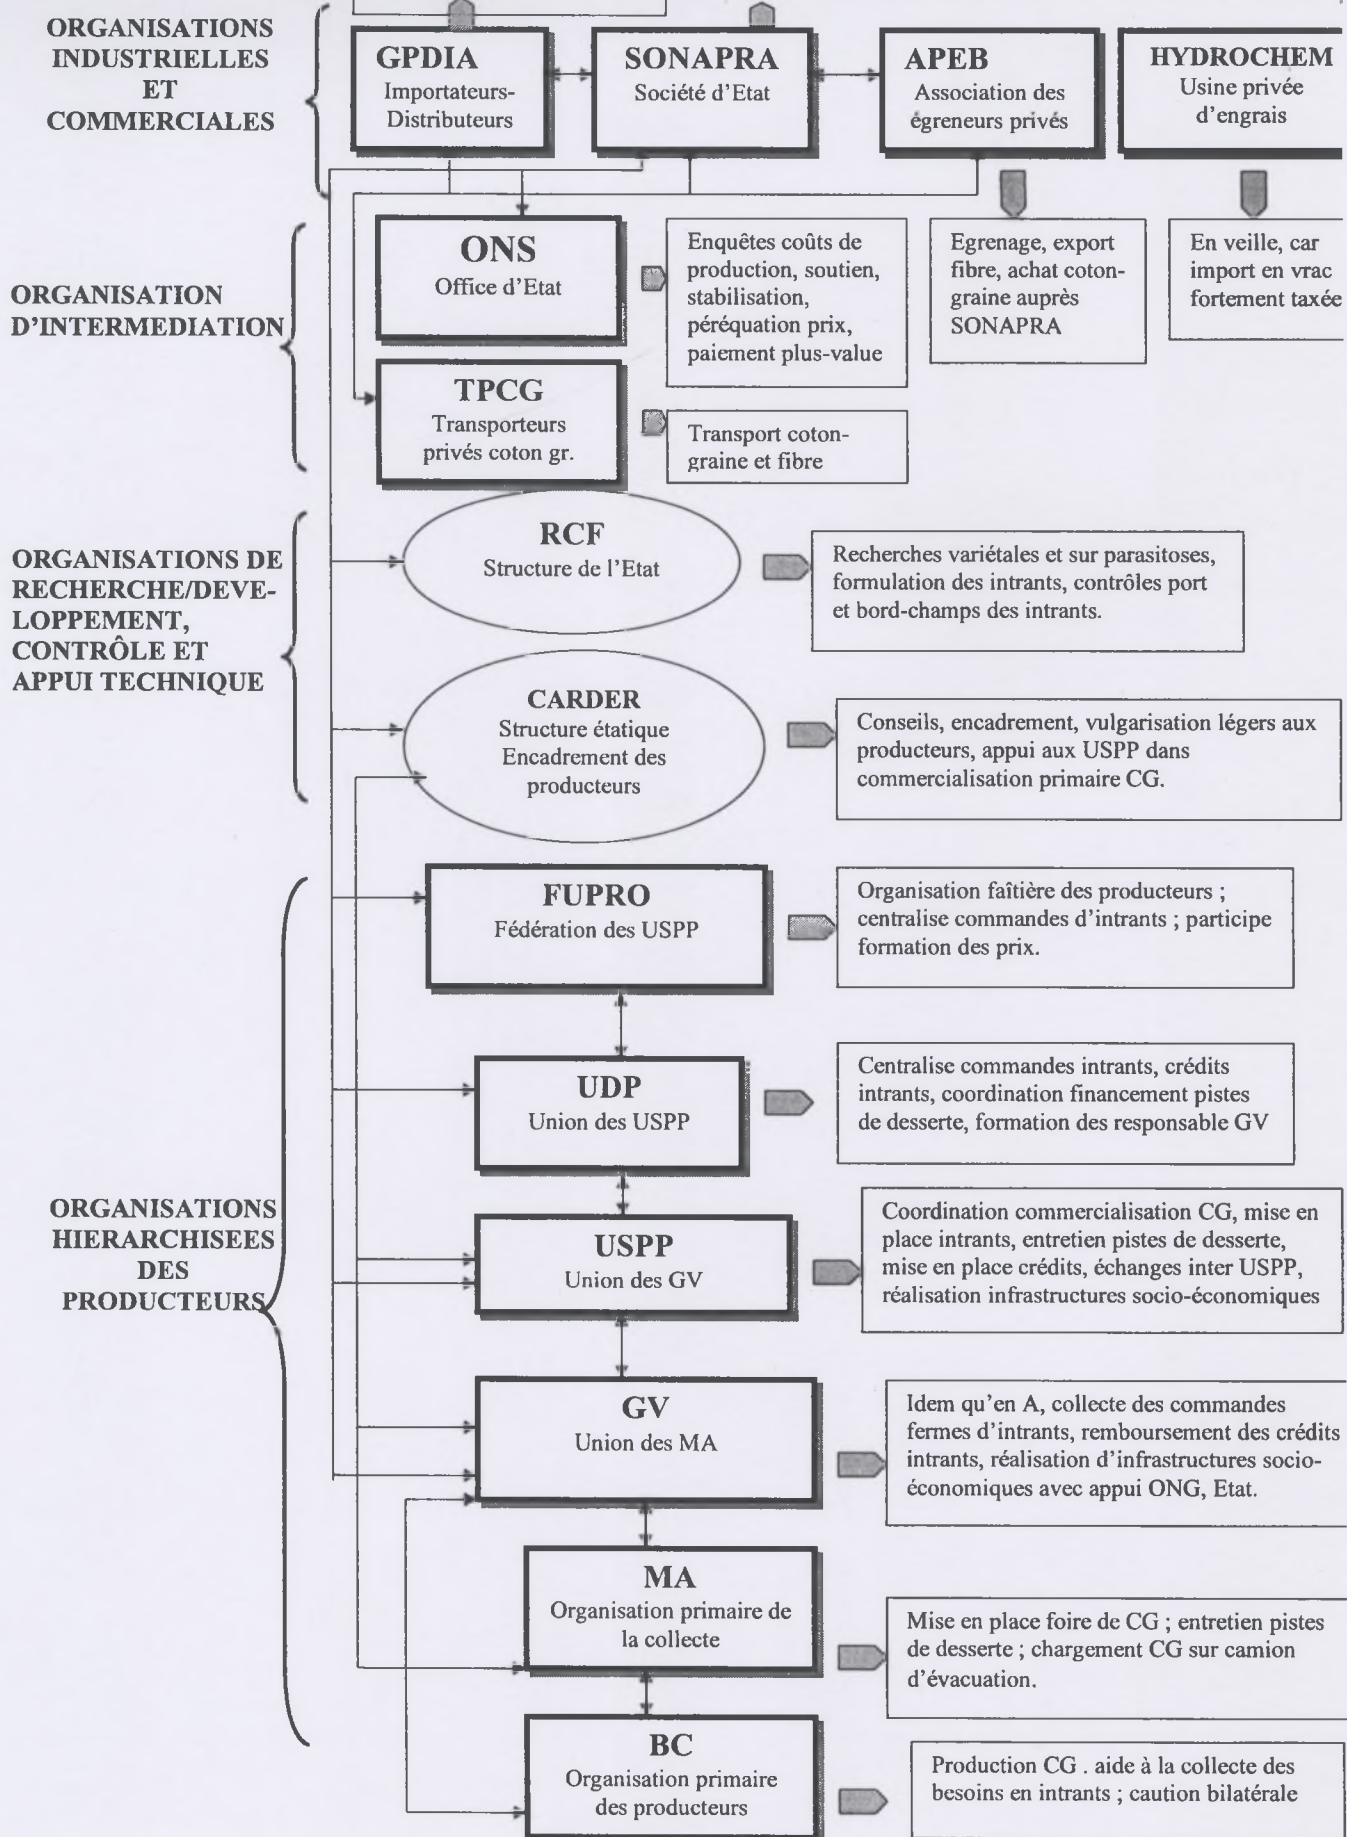 ORGANISATIONS
INDUSTRIELLES
ET
COMMERCIALES
GPDIA
Importateurs-
Distributeurs
SONAPRA
Société d'Etat
APEB
Association des
égreneurs privés
HYDROCHEM
Usine privée
d'engrais
ORGANISATION
D'INTERMEDIATION
ONS
Office d'Etat
Enquêtes coûts de
production, soutien,
stabilisation,
péréquation prix,
paiement plus-value
Egrenage, export
fibre, achat coton-
graine auprès
SONAPRA
En veille, car
import en vrac
fortement taxée
TPCG
Transporteurs
privés coton gr.
Transport coton-
graine et fibre
ORGANISATIONS DE
RECHERCHE/DEVE-
LOPPEMENT,
CONTRÔLE ET
APPUI TECHNIQUE
RCF
Structure de l'Etat
Recherches variétales et sur parasitoses,
formulation des intrants, contrôles port
et bord-champs des intrants.
CARDER
Structure étatique
Encadrement des
producteurs
Conseils, encadrement, vulgarisation légers aux
producteurs, appui aux USPP dans
commercialisation primaire CG.
ORGANISATIONS
HIERARCHISEES
DES
PRODUCTEURS
FUPRO
Fédération des USPP
Organisation faîtière des producteurs ;
centralise commandes d'intrants ; participe
formation des prix.
UDP
Union des USPP
Centralise commandes intrants, crédits
intrants, coordination financement pistes
de desserte, formation des responsable GV
USPP
Union des GV
Coordination commercialisation CG, mise en
place intrants, entretien pistes de desserte,
mise en place crédits, échanges inter USPP,
réalisation infrastructures socio-économiques
GV
Union des MA
Idem qu'en A, collecte des commandes
fermes d'intrants, remboursement des crédits
intrants, réalisation d'infrastructures socio-
économiques avec appui ONG, Etat.
MA
Organisation primaire de
la collecte
Mise en place foire de CG ; entretien pistes
de desserte ; chargement CG sur camion
d'évacuation.
BC
Organisation primaire
des producteurs
Production CG . aide à la collecte des
besoins en intrants ; caution bilatérale